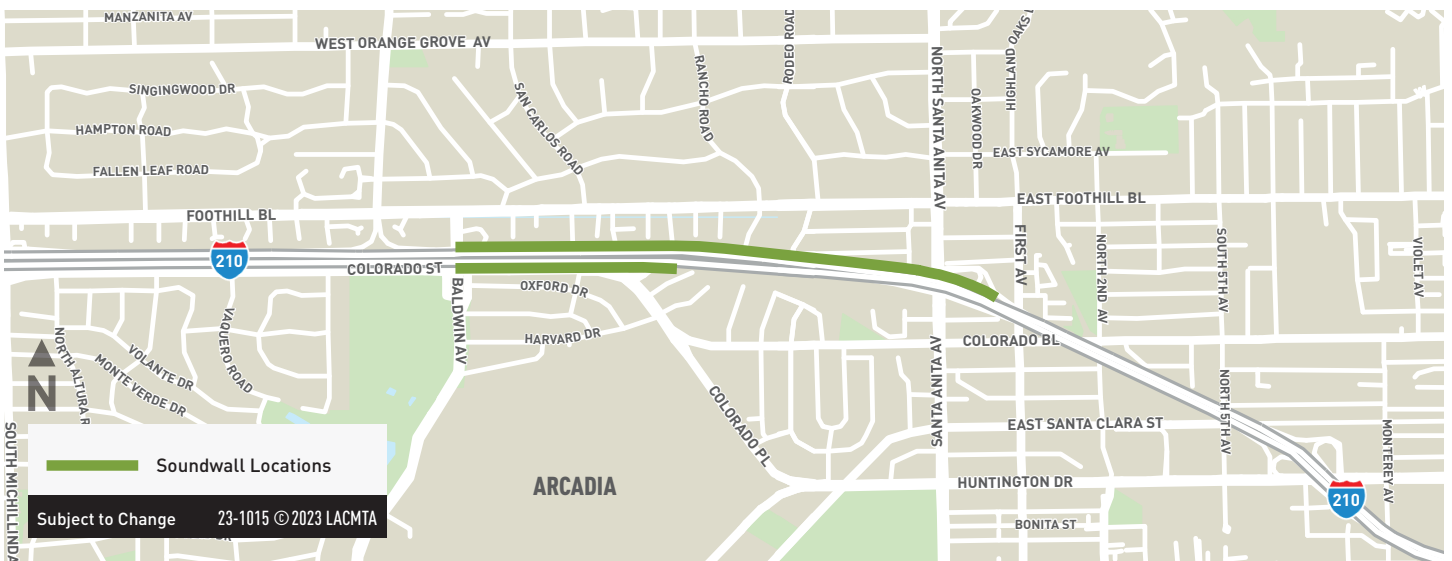 MANZANITA AV
WEST ORANGE GROVE AV
RODEO ROAD
HIGHLAND OAKS
RANCHO ROAD
NORTH SANTA ANITA AV
SINGINGWOOD DR
SAN CARLOS ROAD
OAKWOOD DR
HAMPTON ROAD
EAST SYCAMORE AV
FALLEN LEAF ROAD
EAST FOOTHILL BL
FOOTHILL BL
FIRST AV
NORTH 2ND AV
SOUTH 5TH AV
VIOLET AV
210
COLORADO ST
BALDWIN AV
OXFORD DR
HARVARD DR
COLORADO BL
VAQUERO ROAD
NORTH ALTURA R
VOLANTE DR
MONTE VERDE DR
N
SANTA ANITA AV
COLORADO PL
NORTH 5TH AV
EAST SANTA CLARA ST
MONTEREY AV
SOUTH MICHILLINDA
Soundwall Locations
ARCADIA
HUNTINGTON DR
210
Subject to Change 23-1015 © 2023 LACMTA
BONITA ST